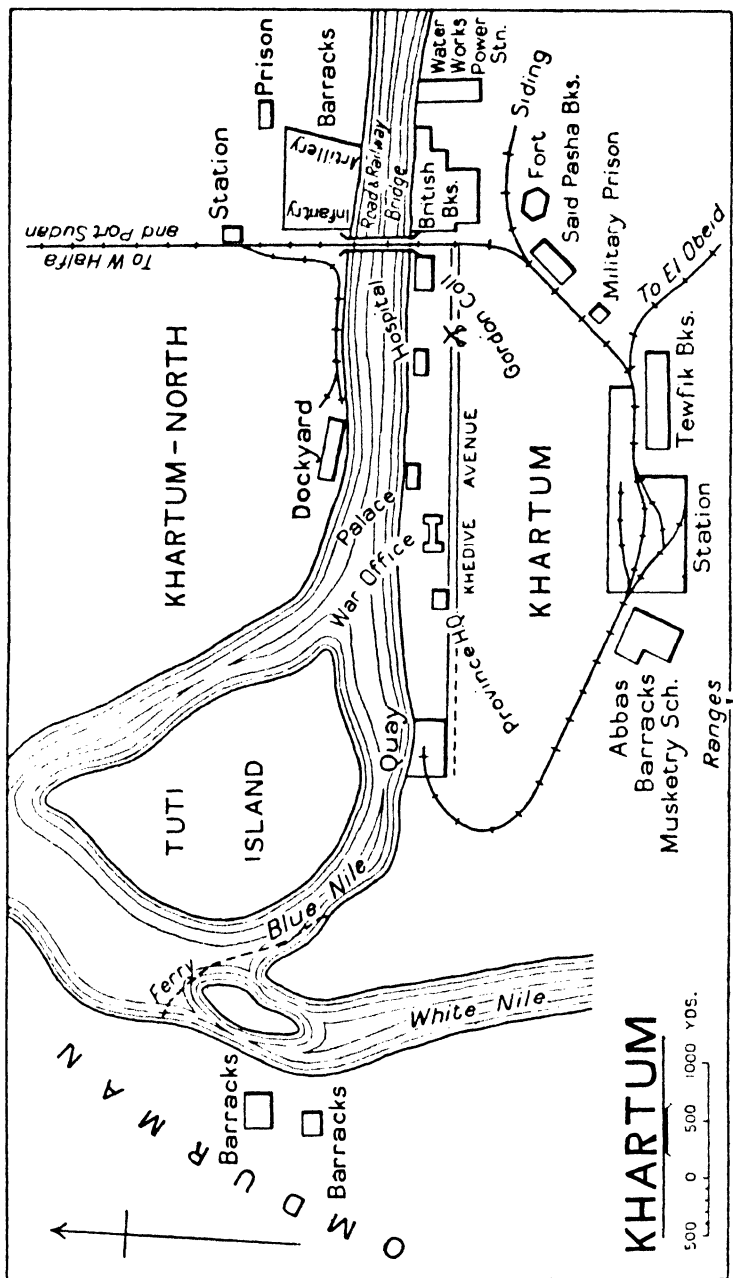 To W Halfa
and Port Sudan
Station
Prison
Barracks
Infantry
Artillery
KHARTUM-NORTH
Dockyard
Road & Railway
Bridge
Water
Works
Power
Stn.
British
Bks.
Hospital
Gordon Coll
Palace
War Office
KHEDIVE AVENUE
Province HQ
Quay
KHARTUM
TUTI
ISLAND
Blue Nile
Ferry
White Nile
OMDURMAN
Barracks
Barracks
Siding
Fort
Said Pasha Bks.
Military Prison
To El Obeid
Tewfik Bks.
Station
Abbas
Barracks
Musketry Sch.
Ranges
KHARTUM
500 0 500 1000 YDS.